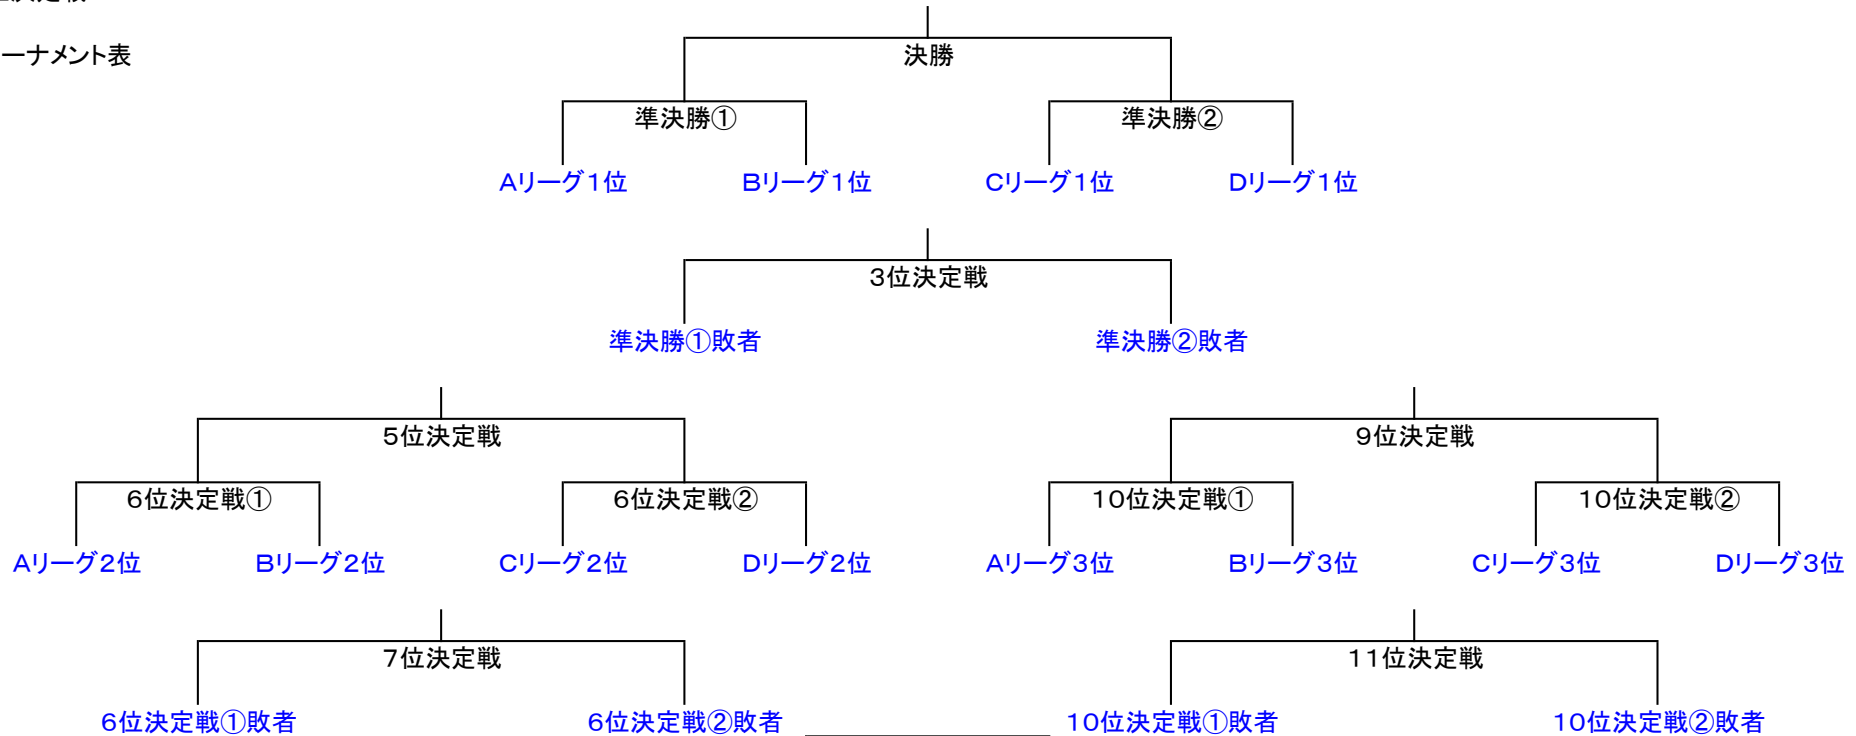 ーナメント表
決勝
準決勝① 準決勝②
Aリーグ１位 Bリーグ１位 Cリーグ１位 Dリーグ１位
３位決定戦
準決勝①敗者 準決勝②敗者
５位決定戦 ９位決定戦
６位決定戦① ６位決定戦② １０位決定戦① １０位決定戦②
Aリーグ２位 Bリーグ２位 Cリーグ２位 Dリーグ２位 Aリーグ３位 Bリーグ３位 Cリーグ３位 Dリーグ３位
７位決定戦 １１位決定戦
６位決定戦①敗者 ６位決定戦②敗者 １０位決定戦①敗者 １０位決定戦②敗者